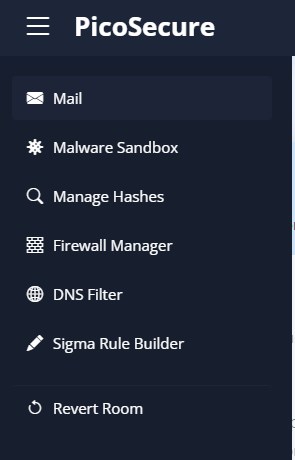 PicoSecure
Mail
Malware Sandbox
Manage Hashes
Firewall Manager
DNS Filter
Sigma Rule Builder
Revert Room